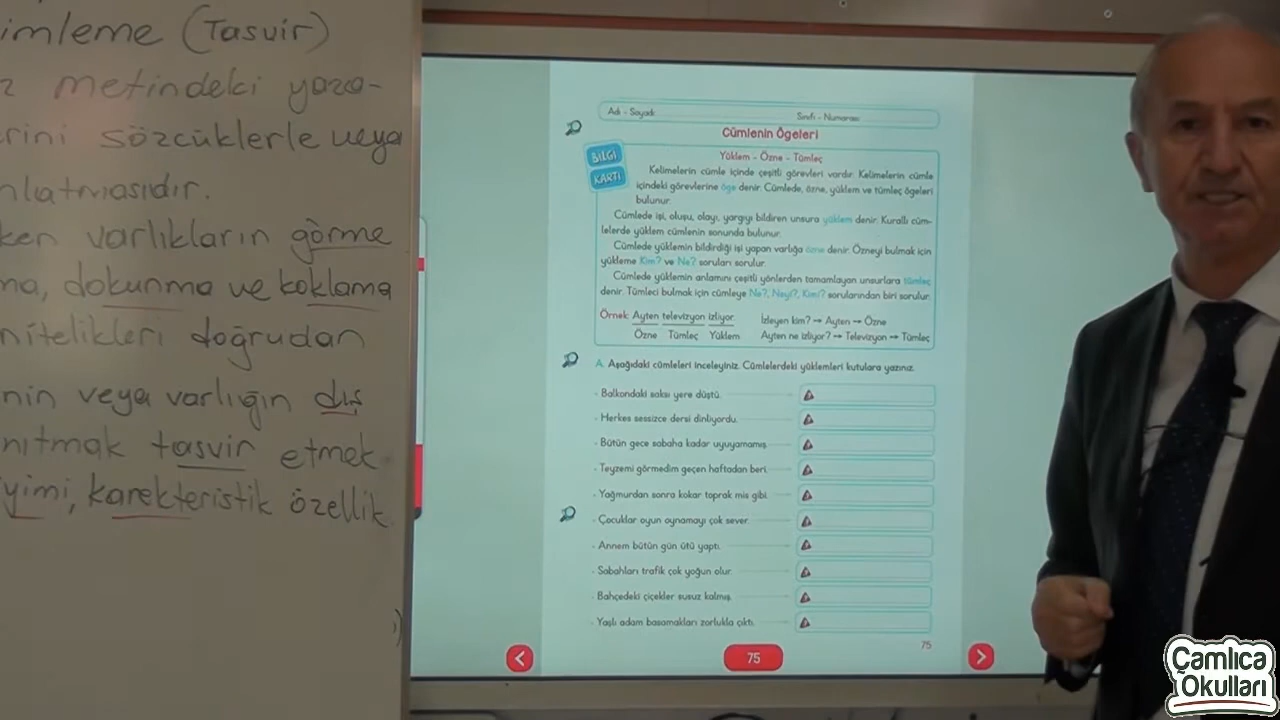 imleme (Tasvir)
metindeki yaza-
erini sözcüklerle veya
nlatmasıdır.
ken varlıkların görme
ma, dokunma ve koklama
nitelikleri doğrudan
nin veya varlığın dış
nıtmak tasvir etmek
iyimi, karekteristik özellik
Adı - Soyadı: Sınıfı - Numarası:
Cümlenin Ögeleri
BİLGİ
KARTI
Yüklem - Özne - Tümleç
Kelimelerin cümle içinde çeşitli görevleri vardır. Kelimelerin cümle
içindeki görevlerine öge denir. Cümlede, özne, yüklem ve tümleç ögeleri
bulunur.
Cümlede işi, oluşu, olayı, yargıyı bildiren unsura yüklem denir. Kurallı cüm-
lelerde yüklem cümlenin sonunda bulunur.
Cümlede yüklemin bildirdiği işi yapan varlığa özne denir. Özneyi bulmak için
yükleme Kim? ve Ne? soruları sorulur.
Cümlede yüklemin anlamını çeşitli yönlerden tamamlayan unsurlara tümleç
denir. Tümleci bulmak için cümleye Ne?, Neyi?, Kimi? sorularından biri sorulur.
Örnek: Ayten televizyon izliyor İzleyen kim? → Ayten → Özne
Özne Tümleç Yüklem Ayten ne izliyor? → Televizyon → Tümleç
A. Aşağıdaki cümleleri inceleyiniz. Cümlelerdeki yüklemleri kutulara yazınız.
- Balkondaki saksı yere düştü.
- Herkes sessizce dersi dinliyordu.
- Bütün gece sabaha kadar uyuyamamış.
- Teyzemi görmedim geçen haftadan beri.
- Yağmurdan sonra kokar toprak mis gibi.
- Çocuklar oyun oynamayı çok sever.
- Annem bütün gün ütü yaptı.
- Sabahları trafik çok yoğun olur.
- Bahçedeki çiçekler susuz kalmış.
- Yaşlı adam basamakları zorlukla çıktı.
75
< 75 >
Çamlıca
Okulları